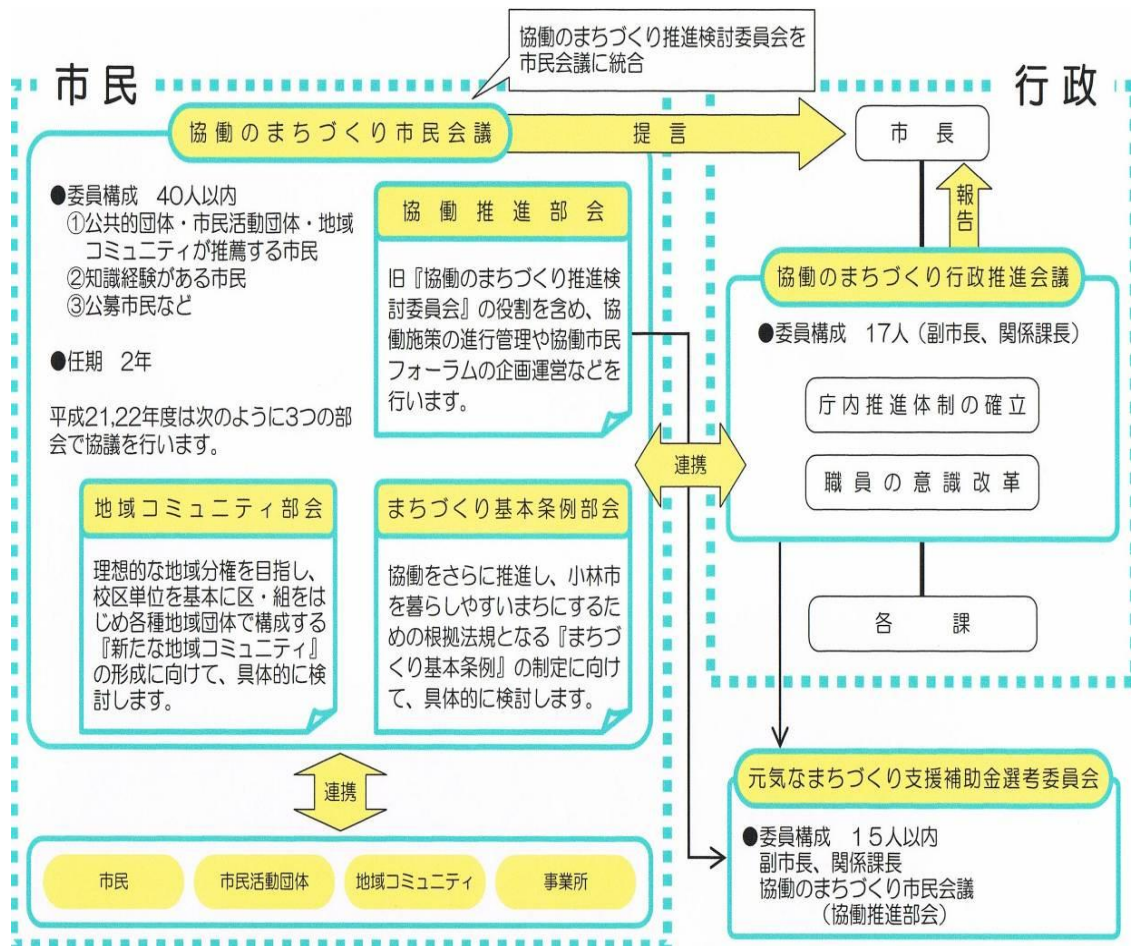 協働のまちづくり推進検討委員会を
市民会議に統合
市民
行政
協働のまちづくり市民会議
提言
市長
●委員構成 40人以内
①公共的団体・市民活動団体・地域
コミュニティが推薦する市民
②知識経験がある市民
③公募市民など
●任期 2年
平成21,22年度は次のように3つの部
会で協議を行います。
協働推進部会
旧『協働のまちづくり推進検
討委員会』の役割を含め、協
働施策の進行管理や協働市民
フォーラムの企画運営などを
行います。
報告
協働のまちづくり行政推進会議
●委員構成 17人（副市長、関係課長）
庁内推進体制の確立
職員の意識改革
連携
地域コミュニティ部会
理想的な地域分権を目指し、
校区単位を基本に区・組をは
じめ各種地域団体で構成する
『新たな地域コミュニティ』
の形成に向けて、具体的に検
討します。
まちづくり基本条例部会
協働をさらに推進し、小林市
を暮らしやすいまちにするた
めの根拠法規となる『まちづ
くり基本条例』の制定に向け
て、具体的に検討します。
各課
連携
市民
市民活動団体
地域コミュニティ
事業所
元気なまちづくり支援補助金選考委員会
●委員構成 15人以内
副市長、関係課長
協働のまちづくり市民会議
（協働推進部会）